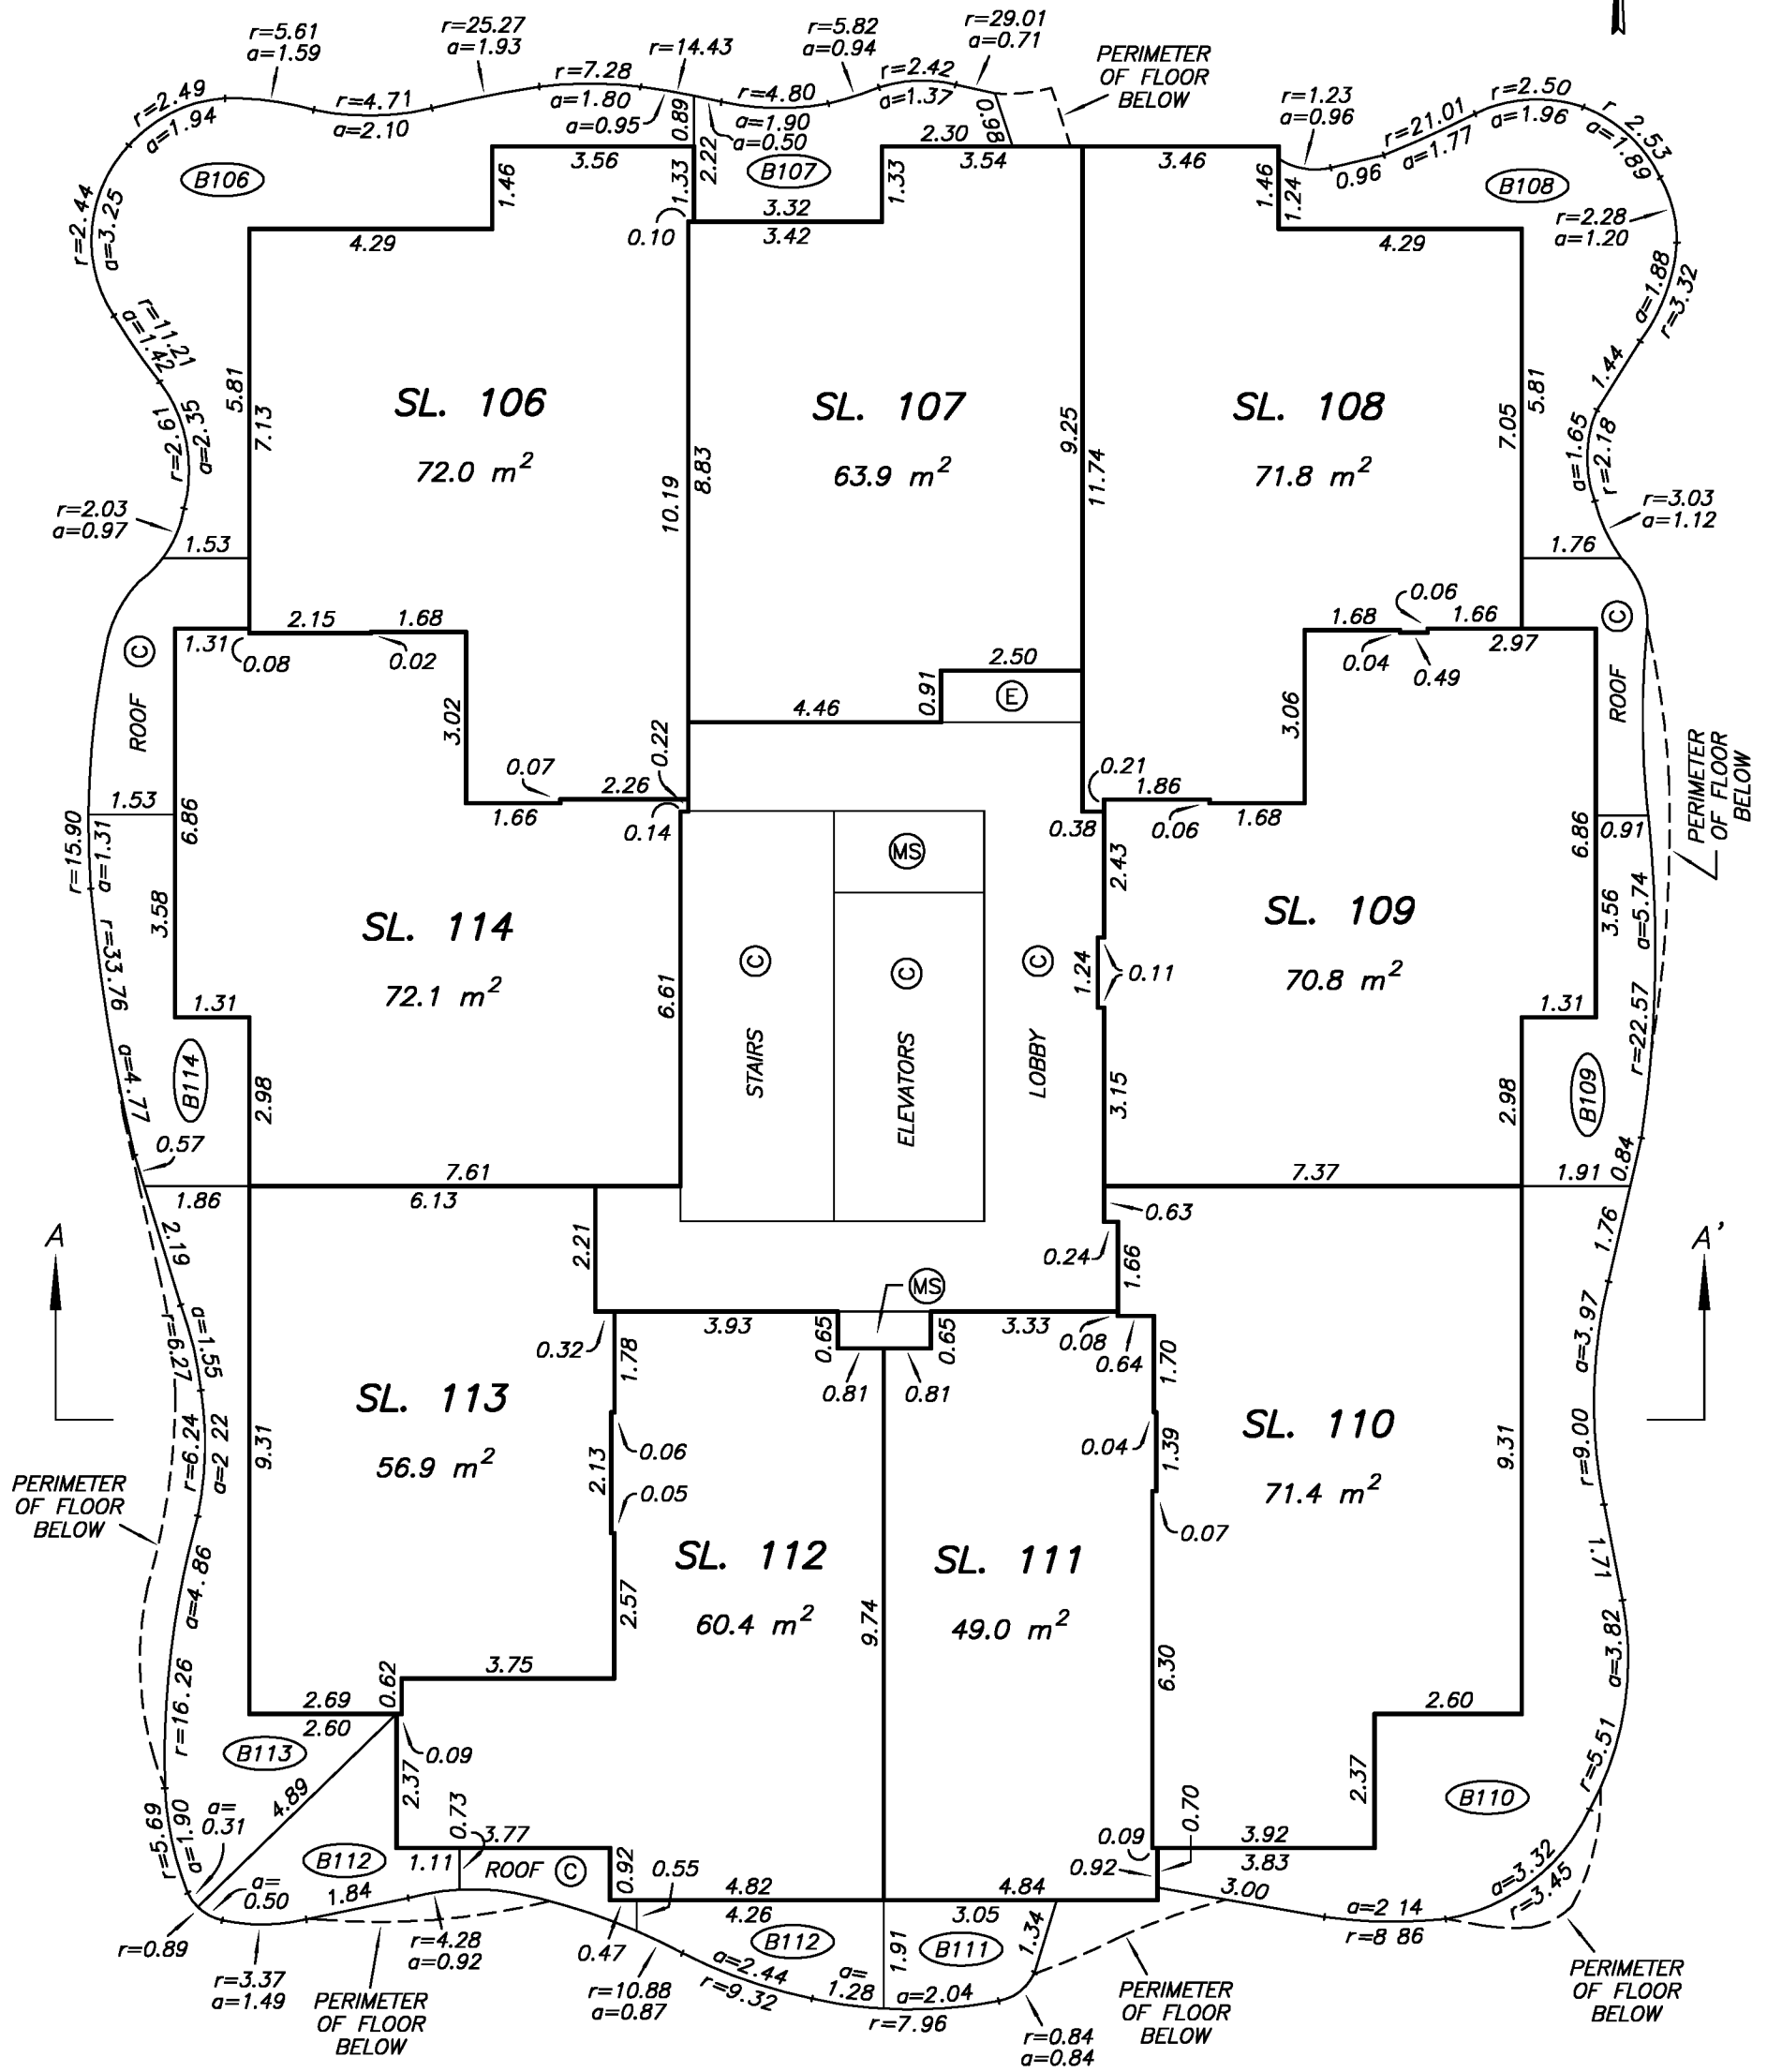 r=5.61
a=1.59
r=25.27
a=1.93
r=14.43
r=5.82
a=0.94
r=29.01
a=0.71
PERIMETER
OF FLOOR
BELOW
r=2.49
a=1.94
r=4.71
a=2.10
r=7.28
a=1.80
a=0.95
0.89
r=4.80
a=1.90
a=0.50
r=2.42
a=1.37
0.98
r=1.23
a=0.96
r=21.01
a=1.77
r=2.50
a=1.96
r 2.53
a=1.89
0.96
B106
3.56
1.46
1.33
2.22
B107
1.33
2.30
3.54
3.46
1.46
1.24
B108
r=2.28
a=1.20
r=2.44
a=3.25
4.29
0.10
3.32
3.42
4.29
a=1.88
r=3.32
r=11.21
a=1.42
5.81
7.13
SL. 106
72.0 m2
SL. 107
63.9 m2
SL. 108
71.8 m2
9.25
11.74
7.05
5.81
1.44
r=2.61
a=2.35
a=1.65
r=2.18
10.19
8.83
r=2.03
a=0.97
1.53
r=3.03
a=1.12
1.76
1.31
0.08
2.15
1.68
0.02
1.68
0.06
1.66
0.04
0.49
2.97
C
ROOF
C
ROOF
3.02
4.46
0.91
2.50
E
3.06
PERIMETER
OF FLOOR
BELOW
0.07
2.26
0.22
1.66
0.14
0.21
1.86
0.38
0.06
1.68
1.53
r=15.90
a=1.31
6.86
3.58
MS
2.43
6.86
0.91
3.56
a=5.74
r=22.57
SL. 114
72.1 m2
r=33.76
a=4.77
1.31
6.61
C
STAIRS
C
ELEVATORS
C
LOBBY
1.24
0.11
SL. 109
70.8 m2
1.31
B114
2.98
3.15
2.98
B109
0.57
1.86
7.61
6.13
7.37
1.91
0.84
0.63
0.24
1.66
A
2.19
2.21
MS
1.76
A'
a=1.55
r=6.27
0.32
1.78
3.93
0.65
0.65
3.33
0.08
0.64
1.70
a=3.97
r=9.00
0.81
0.81
SL. 113
56.9 m2
0.06
2.13
0.05
0.04
1.39
0.07
SL. 110
71.4 m2
9.31
9.31
r=6.24
a=2 22
PERIMETER
OF FLOOR
BELOW
SL. 112
60.4 m2
SL. 111
49.0 m2
2.57
9.74
6.30
1.71
a=4.86
r=16.26
3.75
0.62
2.69
2.60
0.09
2.37
2.60
2.37
a=3.82
r=5.51
B113
4.89
B110
r=5.69
a=1.90
a=
0.31
a=
0.50
B112
0.73
3.77
1.11
ROOF C
0.92
0.55
0.09
0.92
0.70
3.92
3.83
1.84
4.82
4.26
4.84
3.05
3.00
a=2 14
r=8 86
a=3.32
r=3.45
r=0.89
r=3.37
a=1.49
r=4.28
a=0.92
0.47
B112
1.91
B111
1.34
PERIMETER
OF FLOOR
BELOW
r=10.88
a=0.87
a=2.44
r=9.32
a=
1.28
a=2.04
r=7.96
r=0.84
a=0.84
PERIMETER
OF FLOOR
BELOW
PERIMETER
OF FLOOR
BELOW